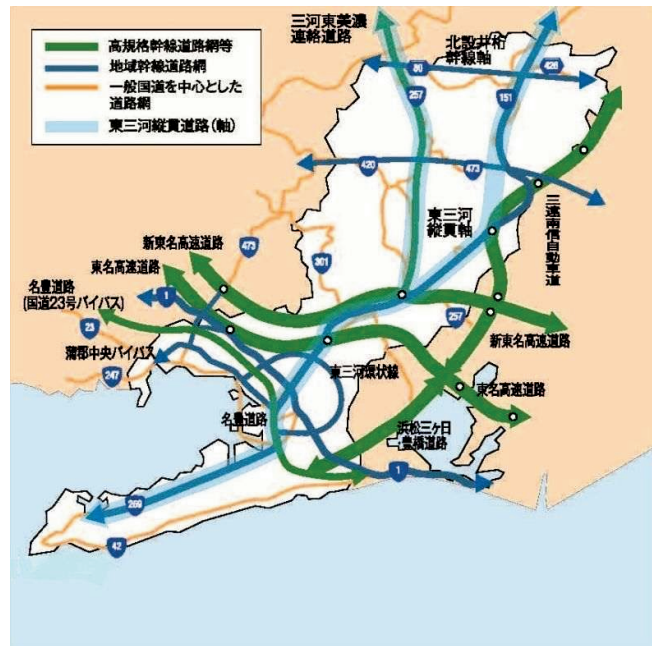 高規格幹線道路網等
地域幹線道路網
一般国道を中心とした
道路網
東三河縦貫道路(軸)
三河東美濃
連絡道路
北設井桁
幹線軸
80
428
257
151
420
473
東三河
縦貫軸
三遠南信自動車道
473
新東名高速道路
301
東名高速道路
名豊道路
(国道23号バイパス)
1
23
257
蒲郡中央バイパス
新東名高速道路
247
東三河環状線
東名高速道路
名豊道路
浜松三ヶ日
豊橋道路
1
259
42